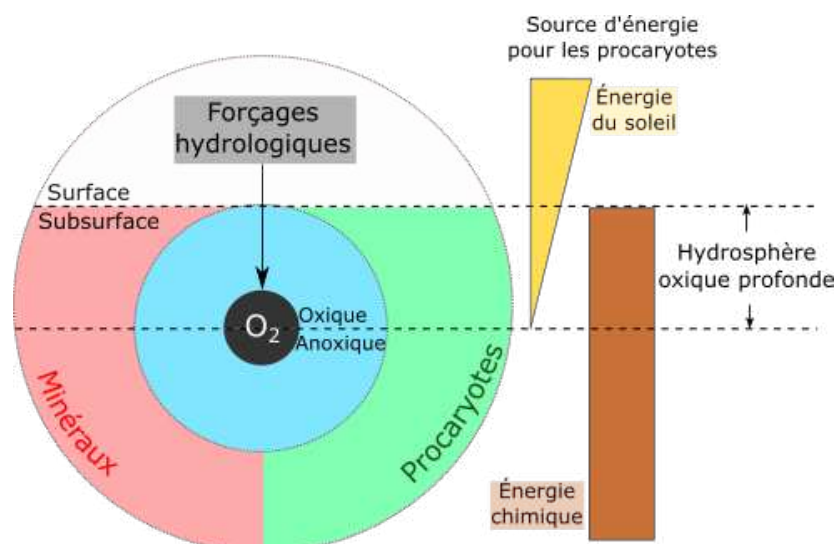 Source d'énergie
pour les procaryotes
Énergie
du soleil
Forçages
hydrologiques
Surface
Subsurface
Hydrosphère
oxique profonde
O2
Oxique
Anoxique
Minéraux
Procaryotes
Énergie
chimique